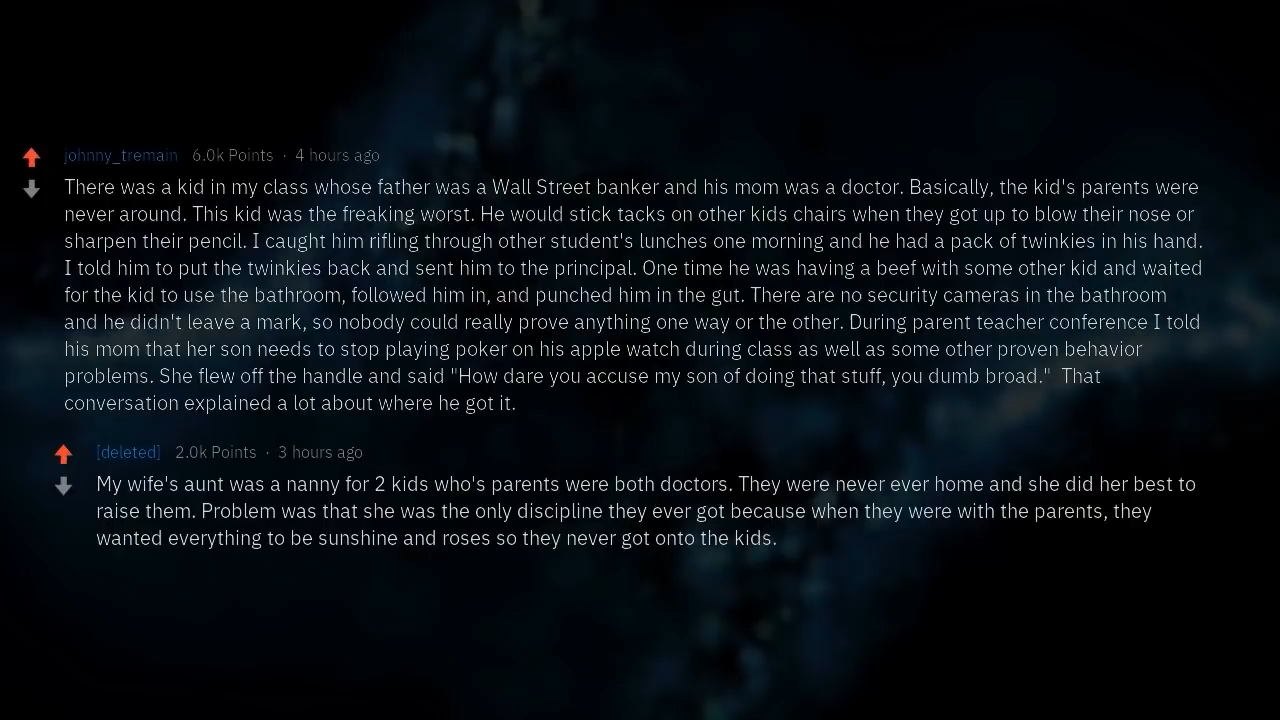 johnny_tremain 6.0k Points · 4 hours ago
There was a kid in my class whose father was a Wall Street banker and his mom was a doctor. Basically, the kid's parents were
never around. This kid was the freaking worst. He would stick tacks on other kids chairs when they got up to blow their nose or
sharpen their pencil. I caught him rifling through other student's lunches one morning and he had a pack of twinkies in his hand.
I told him to put the twinkies back and sent him to the principal. One time he was having a beef with some other kid and waited
for the kid to use the bathroom, followed him in, and punched him in the gut. There are no security cameras in the bathroom
and he didn't leave a mark, so nobody could really prove anything one way or the other. During parent teacher conference I told
his mom that her son needs to stop playing poker on his apple watch during class as well as some other proven behavior
problems. She flew off the handle and said "How dare you accuse my son of doing that stuff, you dumb broad."  That
conversation explained a lot about where he got it.
[deleted] 2.0k Points · 3 hours ago
My wife's aunt was a nanny for 2 kids who's parents were both doctors. They were never ever home and she did her best to
raise them. Problem was that she was the only discipline they ever got because when they were with the parents, they
wanted everything to be sunshine and roses so they never got onto the kids.